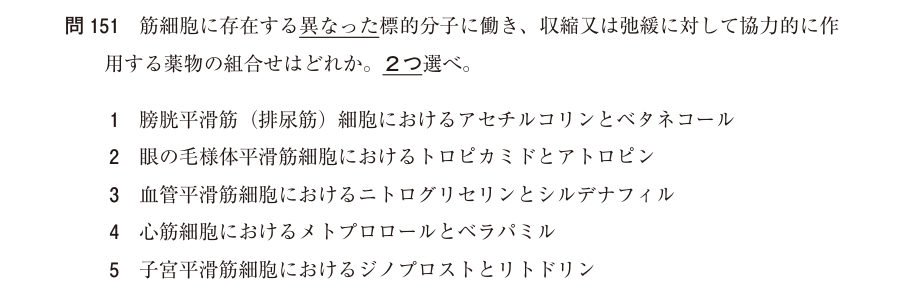 問 151　筋細胞に存在する異なった標的分子に働き、収縮又は弛緩に対して協力的に作
用する薬物の組合せはどれか。２つ選べ。
1　膀胱平滑筋（排尿筋）細胞におけるアセチルコリンとベタネコール
2　眼の毛様体平滑筋細胞におけるトロピカミドとアトロピン
3　血管平滑筋細胞におけるニトログリセリンとシルデナフィル
4　心筋細胞におけるメトプロロールとベラパミル
5　子宮平滑筋細胞におけるジノプロストとリトドリン